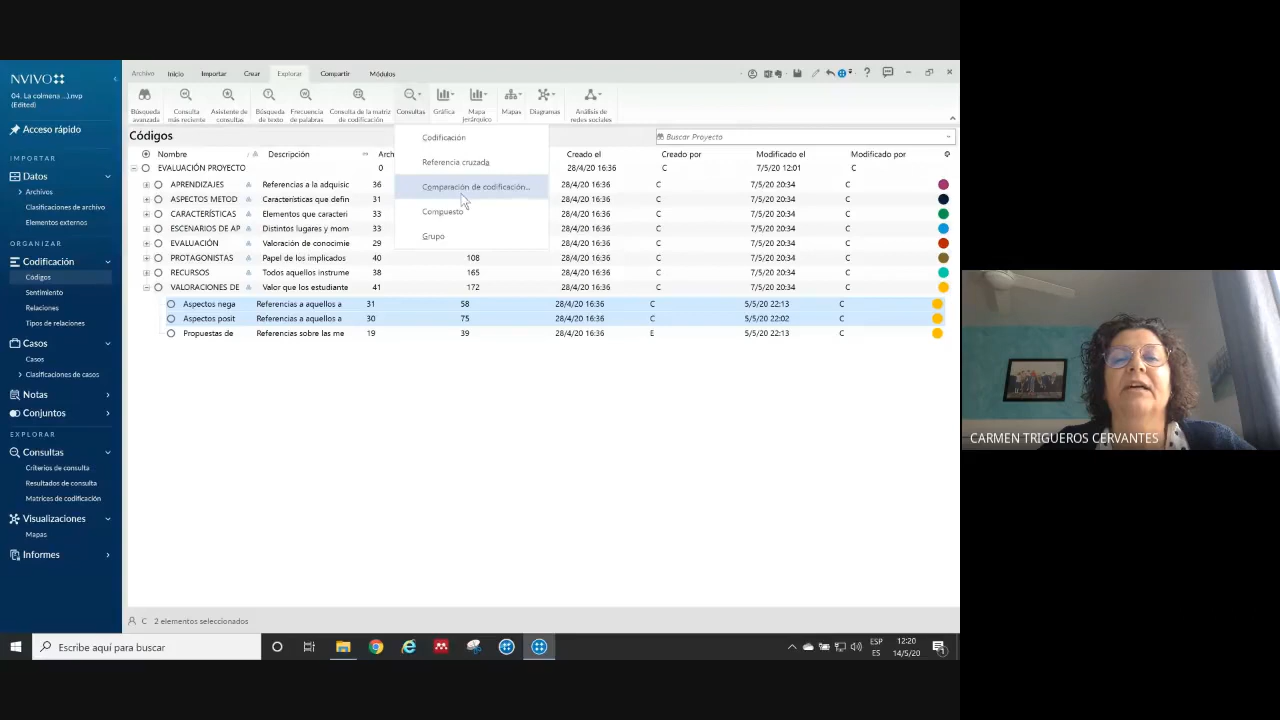 NVIVO
04. La colmena ...).nvp
(Edited)
Acceso rápido
IMPORTAR
Datos
Archivos
Clasificaciones de archivo
Elementos externos
ORGANIZAR
Codificación
Códigos
Sentimiento
Relaciones
Tipos de relaciones
Casos
Casos
Clasificaciones de casos
Notas
Conjuntos
EXPLORAR
Consultas
Criterios de consulta
Resultados de consulta
Matrices de codificación
Visualizaciones
Mapas
Informes
Archivo Inicio Importar Crear Explorar Compartir Módulos
Búsqueda avanzada
Consulta más reciente
Asistente de consultas
Búsqueda de texto
Frecuencia de palabras
Consulta de la matriz de codificación
Consultas
Gráfica
Mapa jerárquico
Mapas
Diagramas
Análisis de redes sociales
Codificación
Referencia cruzada
Comparación de codificación...
Compuesto
Grupo
Códigos
Buscar Proyecto
Nombre Descripción Arch Creado el Creado por Modificado el Modificado por
EVALUACIÓN PROYECTO 0 28/4/20 16:36 C 7/5/20 12:01 C
APRENDIZAJES Referencias a la adquisic 36 28/4/20 16:36 C 7/5/20 20:34 C
ASPECTOS METOD Características que defin 31 28/4/20 16:36 C 7/5/20 20:34 C
CARACTERÍSTICAS Elementos que caracteri 53 28/4/20 16:36 C 7/5/20 20:34 C
ESCENARIOS DE AP Distintos lugares y mom 33 28/4/20 16:36 C 7/5/20 20:34 C
EVALUACIÓN Valoración de conocimie 29 28/4/20 16:36 C 7/5/20 20:34 C
PROTAGONISTAS Papel de los implicados 40 108 28/4/20 16:36 C 7/5/20 20:34 C
RECURSOS Todos aquellos instrume 38 165 28/4/20 16:36 C 7/5/20 20:34 C
VALORACIONES DE Valor que los estudiante 41 172 28/4/20 16:36 C 7/5/20 20:34 C
Aspectos nega Referencias a aquellos a 31 58 28/4/20 16:36 C 5/5/20 22:13 C
Aspectos posit Referencias a aquellos a 30 75 28/4/20 16:36 C 5/5/20 22:02 C
Propuestas de Referencias sobre las me 19 39 28/4/20 16:36 E 5/5/20 22:13 C
C 2 elementos seleccionados
Escribe aquí para buscar
ESP
ES
12:20
14/5/20
CARMEN TRIGUEROS CERVANTES